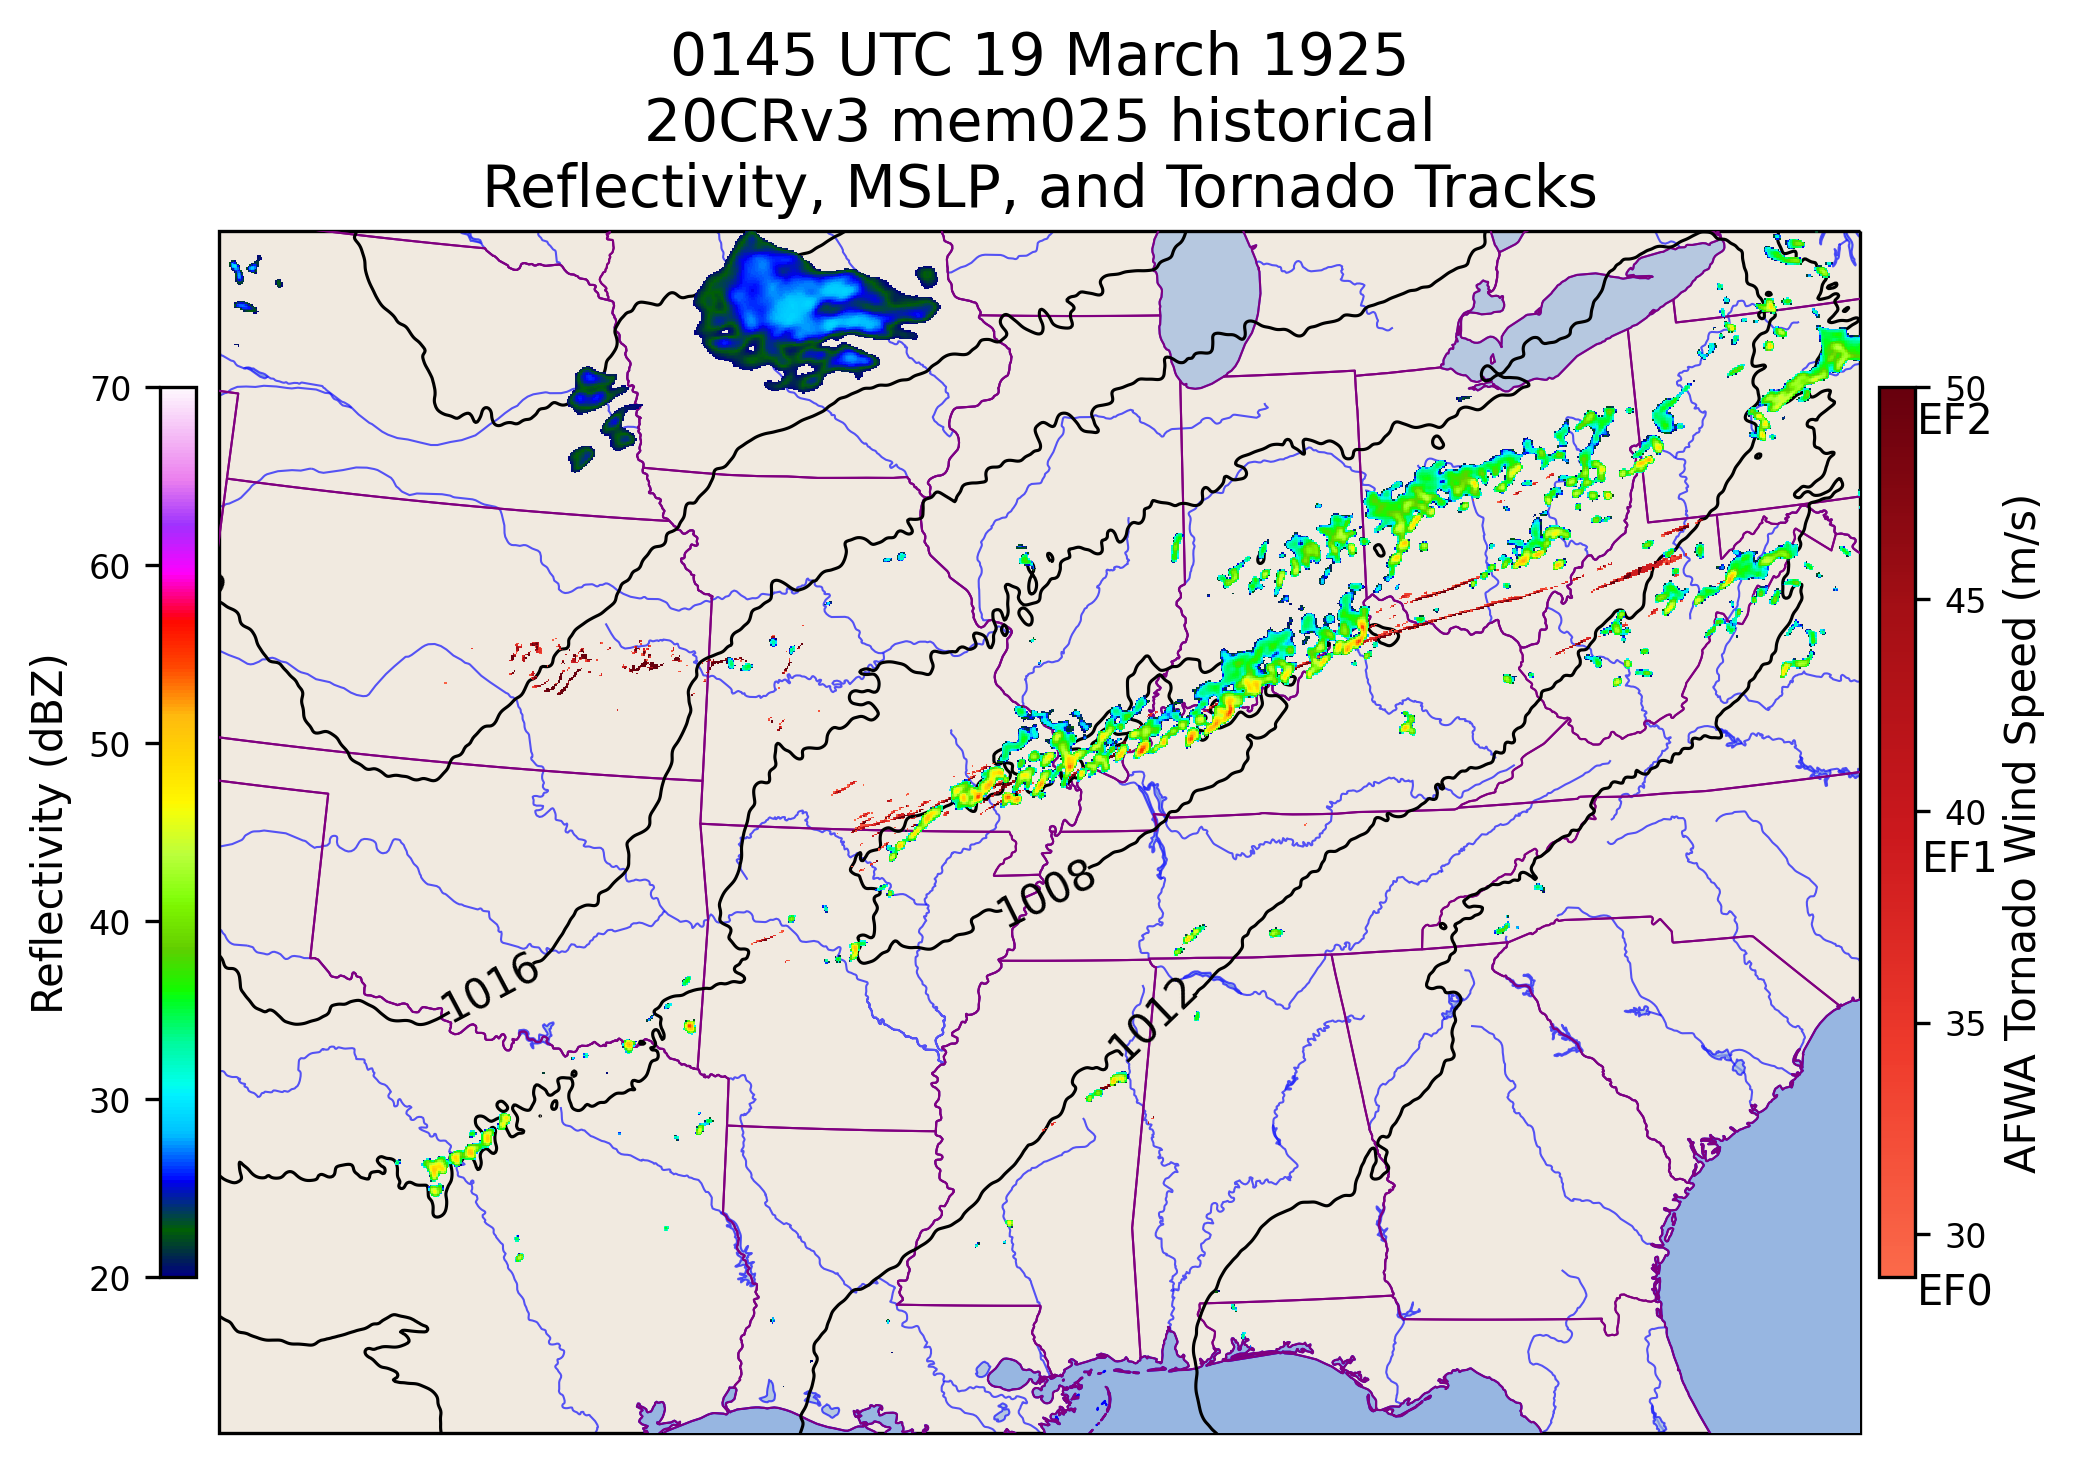 0145 UTC 19 March 1925
20CRv3 mem025 historical
Reflectivity, MSLP, and Tornado Tracks
Reflectivity (dBZ)
70
60
50
40
30
20
1016
1008
1012
50
EF2
45
40
EF1
35
30
EF0
AFWA Tornado Wind Speed (m/s)